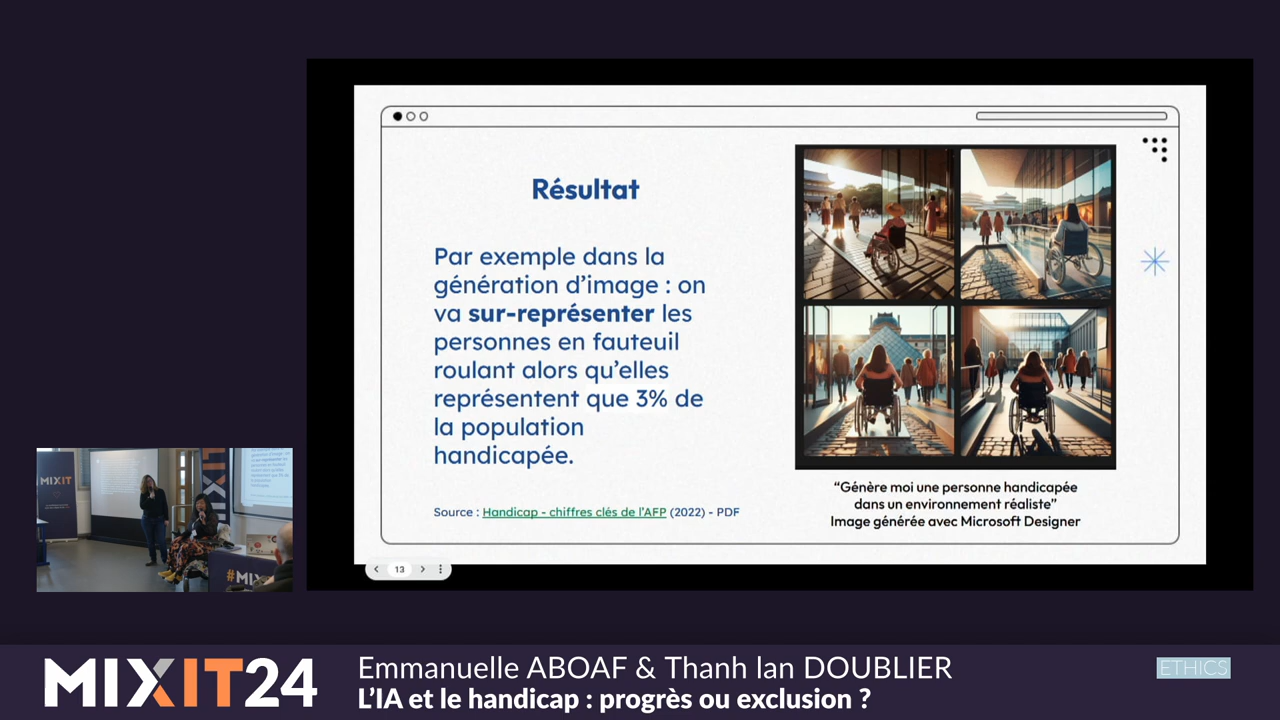 Résultat
Par exemple dans la
génération d'image : on
va sur-représenter les
personnes en fauteuil
roulant alors qu'elles
représentent que 3% de
la population
handicapée.
Source : Handicap - chiffres clés de l'AFP (2022) - PDF
“Génère moi une personne handicapée
dans un environnement réaliste”
Image générée avec Microsoft Designer
13
MIXIT
MIXIT
#MI
MIXIT24
Emmanuelle ABOAF & Thanh lan DOUBLIER
L'IA et le handicap : progrès ou exclusion ?
ETHICS